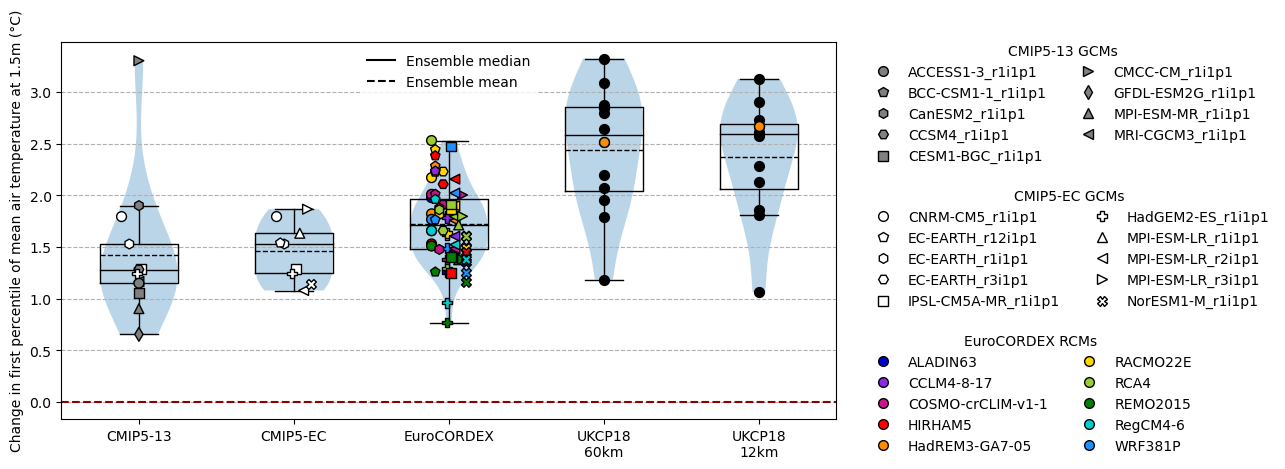 Change in first percentile of mean air temperature at 1.5m (°C)
Ensemble median
Ensemble mean
3.0
2.5
2.0
1.5
1.0
0.5
0.0
CMIP5-13
CMIP5-EC
EuroCORDEX
UKCP18
60km
UKCP18
12km
CMIP5-13 GCMs
ACCESS1-3_r1i1p1
BCC-CSM1-1_r1i1p1
CanESM2_r1i1p1
CCSM4_r1i1p1
CESM1-BGC_r1i1p1
CMCC-CM_r1i1p1
GFDL-ESM2G_r1i1p1
MPI-ESM-MR_r1i1p1
MRI-CGCM3_r1i1p1
CMIP5-EC GCMs
CNRM-CM5_r1i1p1
EC-EARTH_r12i1p1
EC-EARTH_r1i1p1
EC-EARTH_r3i1p1
IPSL-CM5A-MR_r1i1p1
HadGEM2-ES_r1i1p1
MPI-ESM-LR_r1i1p1
MPI-ESM-LR_r2i1p1
MPI-ESM-LR_r3i1p1
NorESM1-M_r1i1p1
EuroCORDEX RCMs
ALADIN63
CCLM4-8-17
COSMO-crCLIM-v1-1
HIRHAM5
HadREM3-GA7-05
RACMO22E
RCA4
REMO2015
RegCM4-6
WRF381P